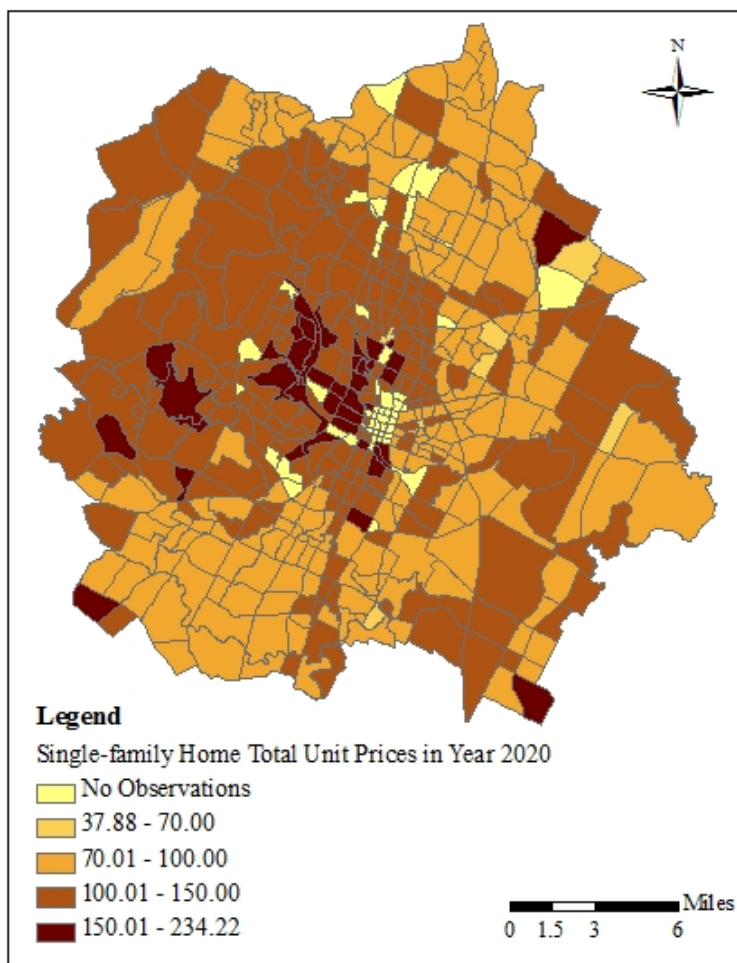 N
Legend
Single-family Home Total Unit Prices in Year 2020
No Observations
37.88 - 70.00
70.01 - 100.00
100.01 - 150.00
150.01 - 234.22
Miles
0 1.5 3 6